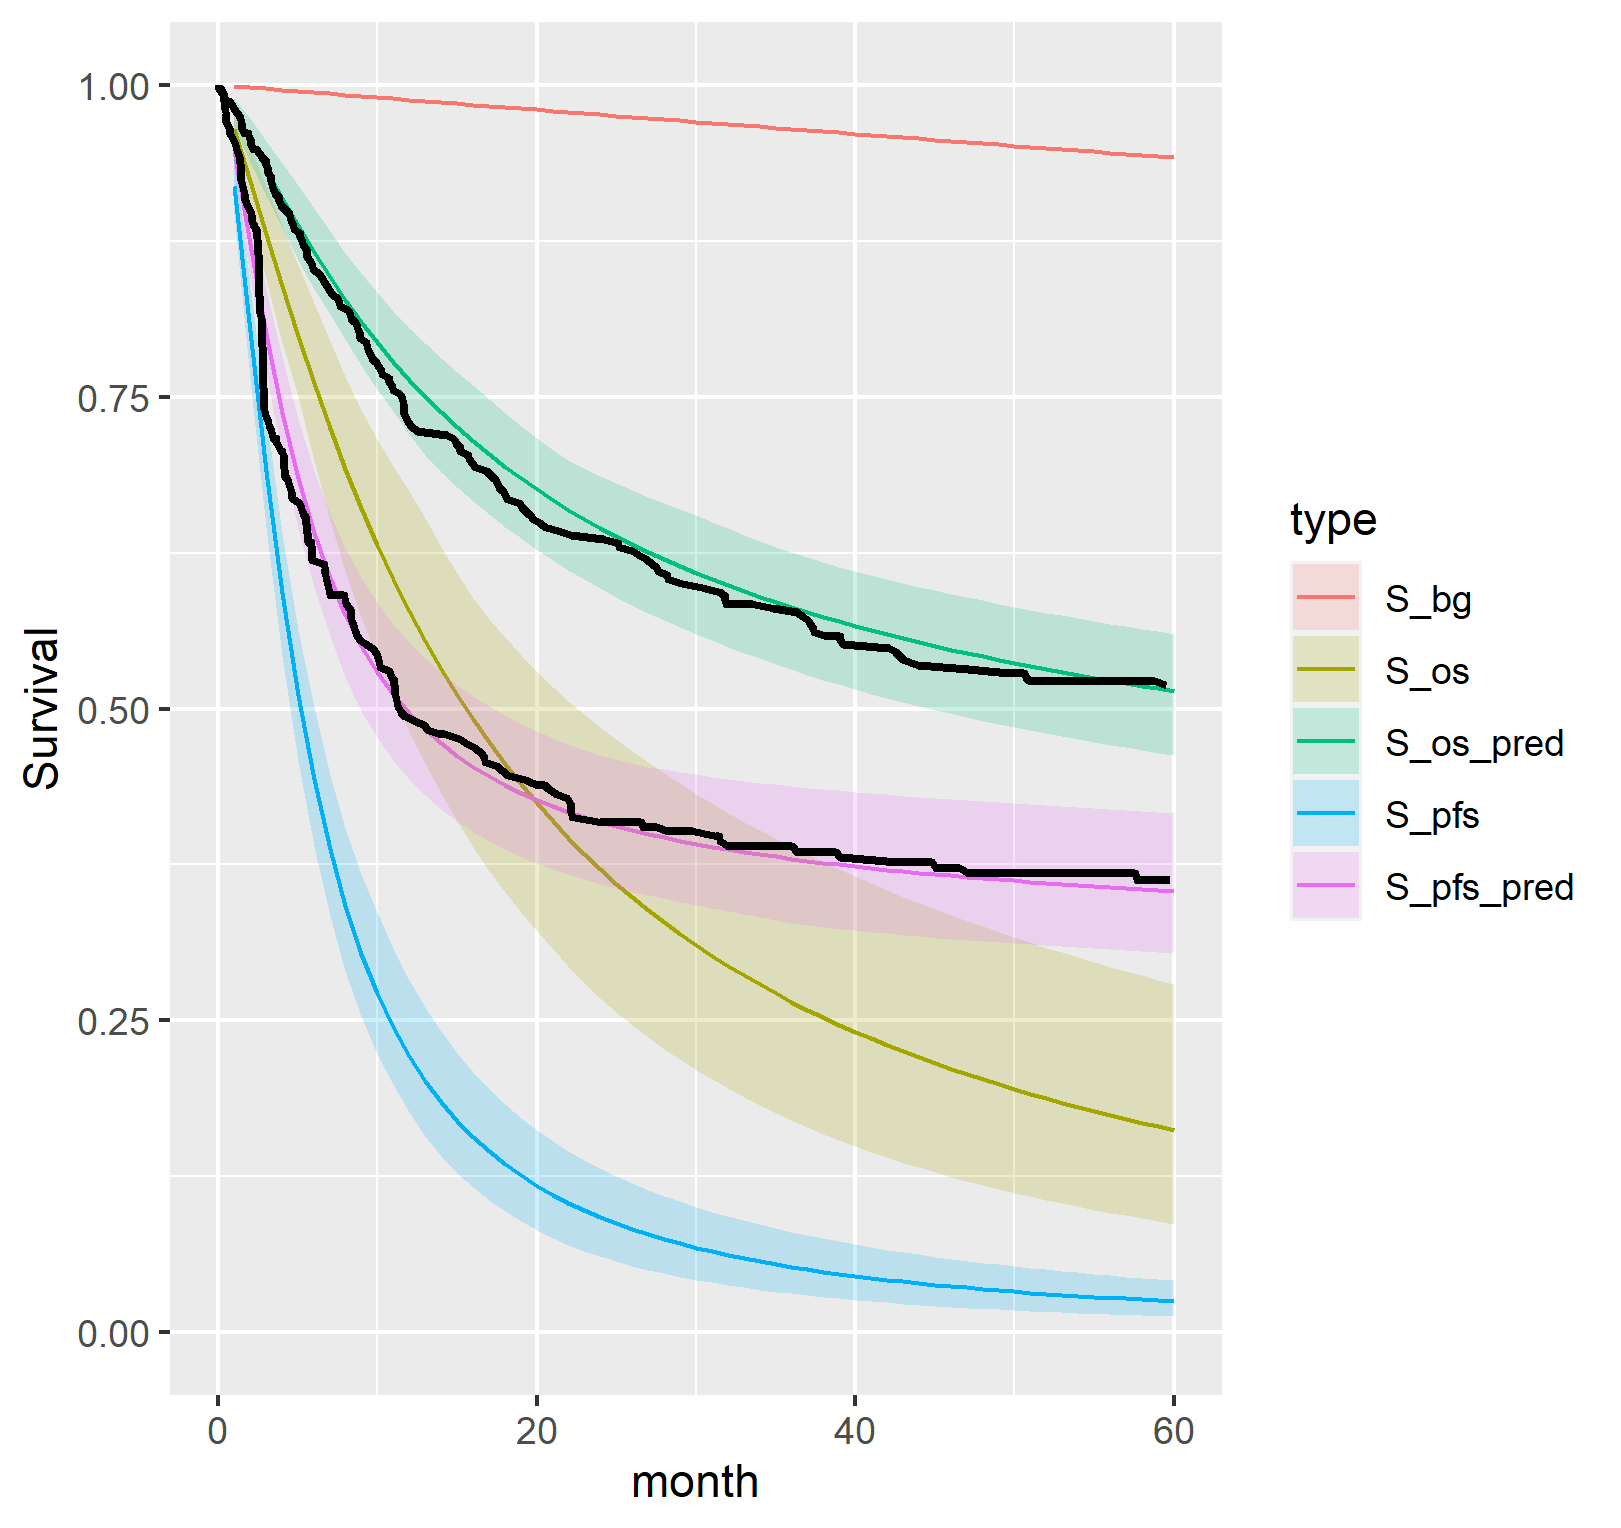 1.00
0.75
0.50
0.25
0.00
Survival
0
20
40
60
month
type
S_bg
S_os
S_os_pred
S_pfs
S_pfs_pred